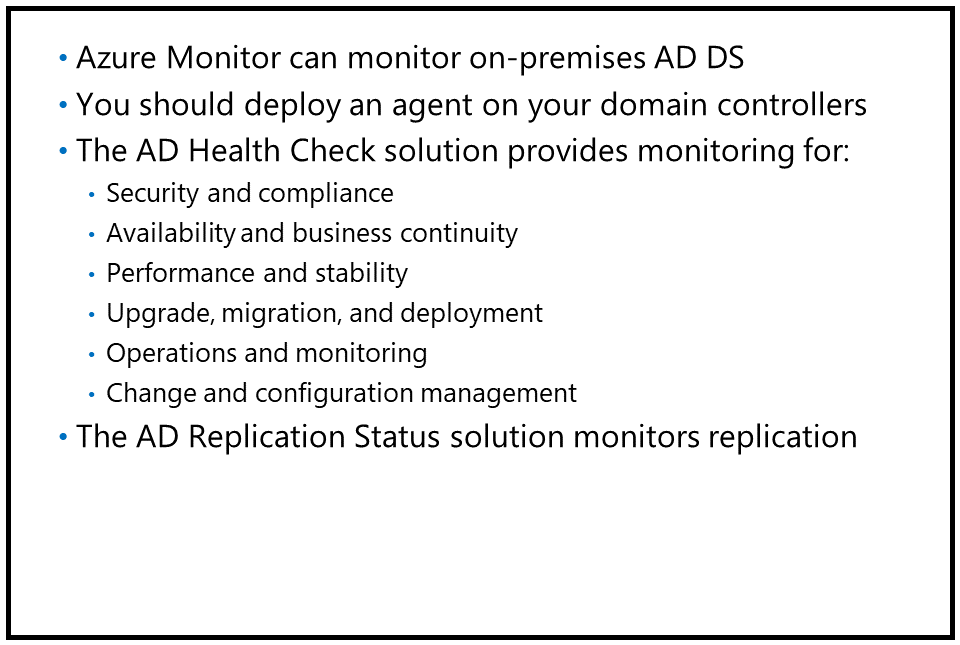 • Azure Monitor can monitor on-premises AD DS
• You should deploy an agent on your domain controllers
• The AD Health Check solution provides monitoring for:
• Security and compliance
• Availability and business continuity
• Performance and stability
• Upgrade, migration, and deployment
• Operations and monitoring
• Change and configuration management
• The AD Replication Status solution monitors replication